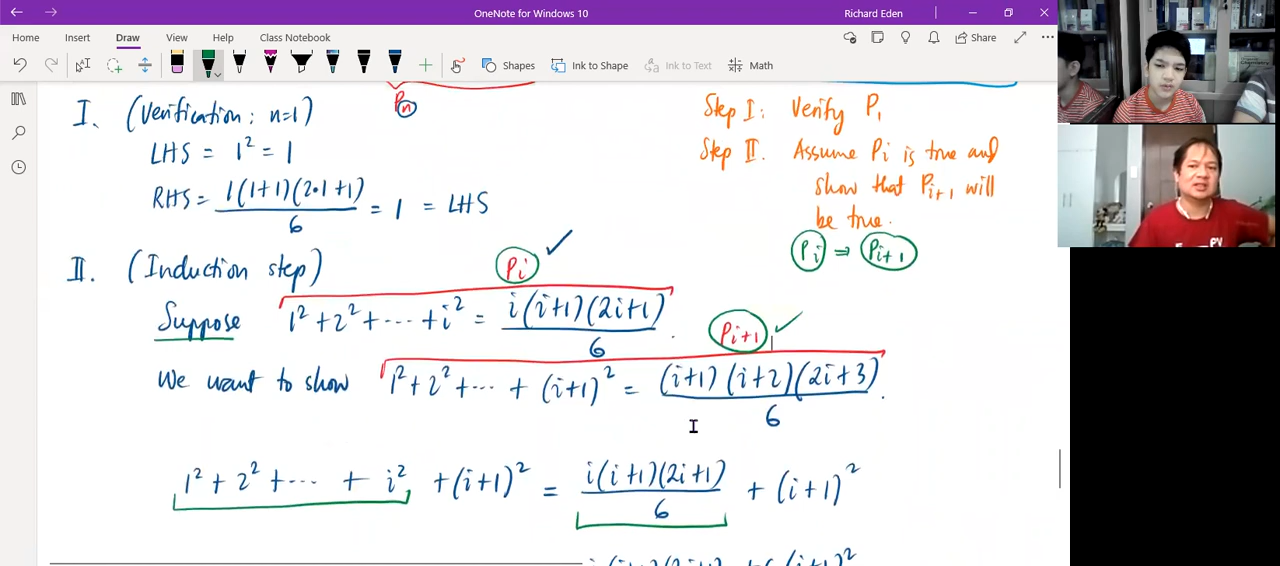 OneNote for Windows 10
Richard Eden
Home Insert Draw View Help Class Notebook
Share
Shapes Ink to Shape Ink to Text Math
Pn
I. (Verification: n=1)
LHS = 1² = 1
RHS = 1(1+1)(2·1+1)/6 = 1 = LHS
Step I: Verify P₁
Step II. Assume Pi is true and
show that Pi+1 will
be true.
Pi ⇒ Pi+1
II. (Induction step)
Pi ✓
Suppose 1² + 2² + ··· + i² = i(i+1)(2i+1)/6 .
Pi+1 ✓
We want to show 1² + 2² + ··· + (i+1)² = (i+1)(i+2)(2i+3)/6 .
1² + 2² + ··· + i² + (i+1)² = i(i+1)(2i+1)/6 + (i+1)²